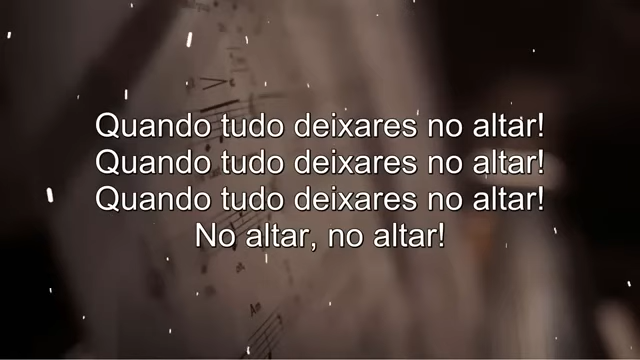 Quando tudo deixares no altar!
Quando tudo deixares no altar!
Quando tudo deixares no altar!
No altar, no altar!
Am